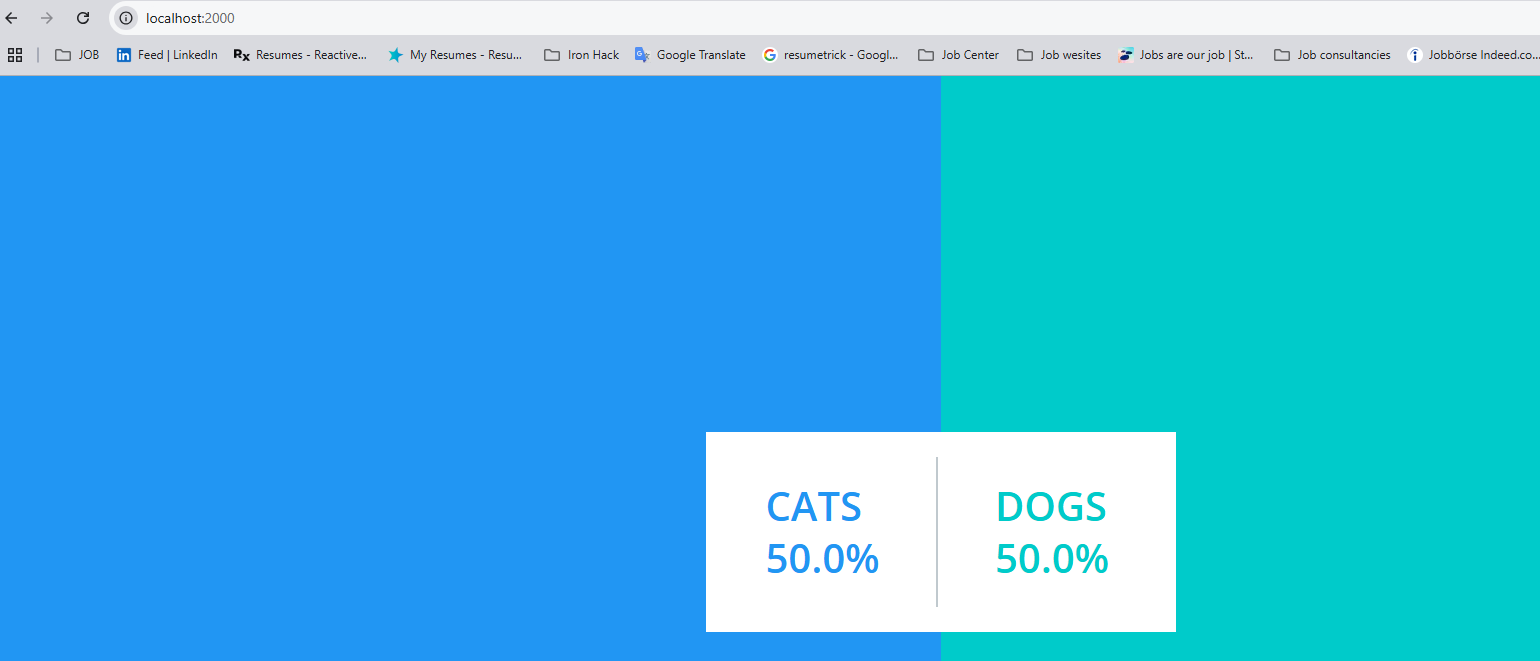 localhost:2000
JOB Feed | LinkedIn Rx Resumes - Reactive... My Resumes - Resu... Iron Hack Google Translate resumetrick - Googl... Job Center Job wesites Jobs are our job | St... Job consultancies Jobbörse Indeed.co...
CATS DOGS
50.0% 50.0%